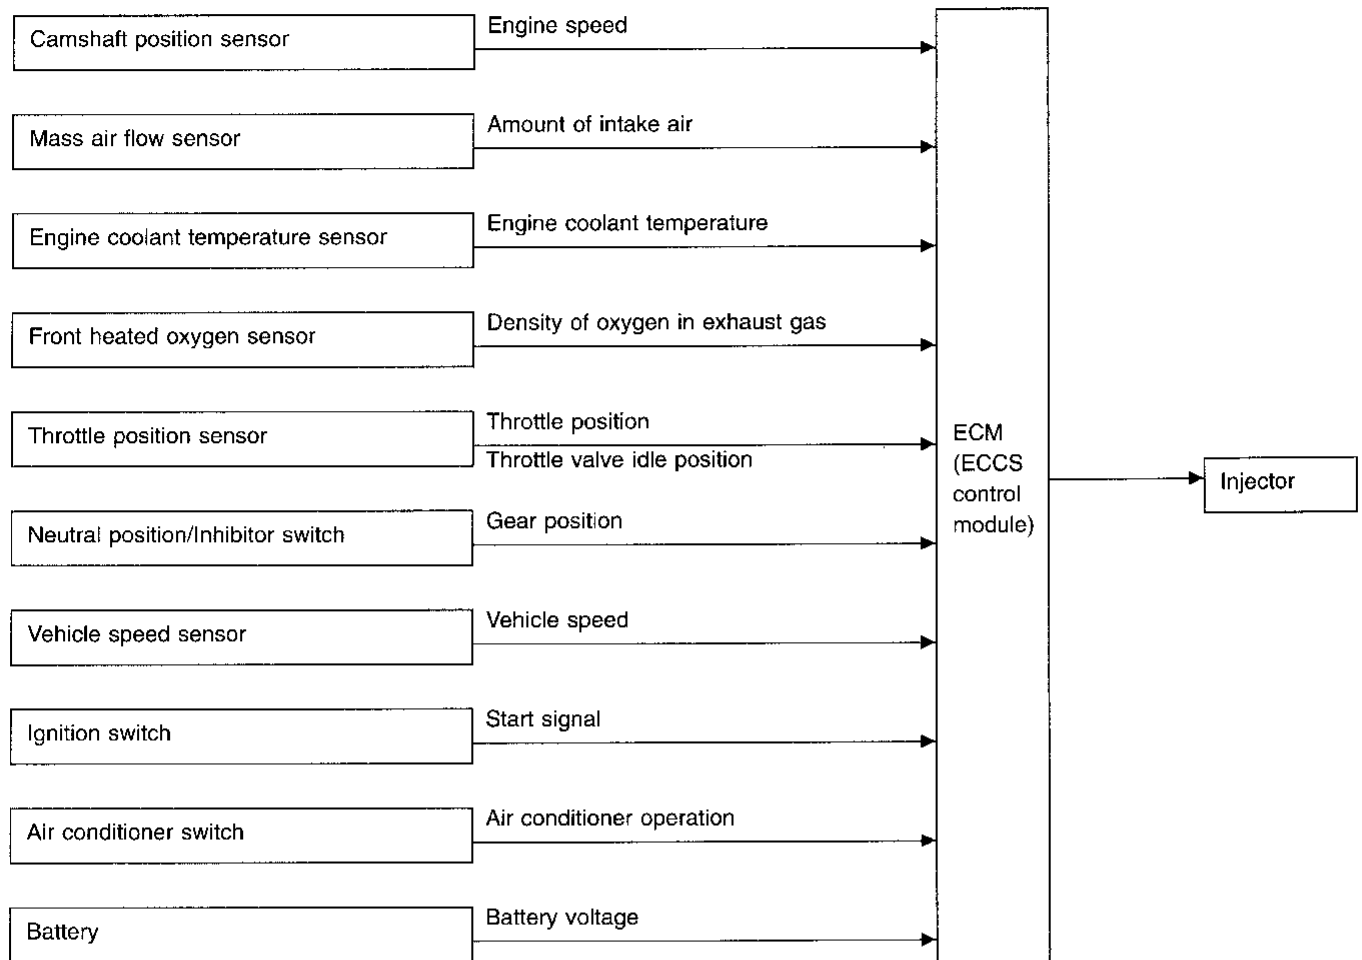 Camshaft position sensor
Engine speed
Mass air flow sensor
Amount of intake air
Engine coolant temperature sensor
Engine coolant temperature
Front heated oxygen sensor
Density of oxygen in exhaust gas
Throttle position sensor
Throttle position
Throttle valve idle position
Neutral position/Inhibitor switch
Gear position
Vehicle speed sensor
Vehicle speed
Ignition switch
Start signal
Air conditioner switch
Air conditioner operation
Battery
Battery voltage
ECM
(ECCS
control
module)
Injector